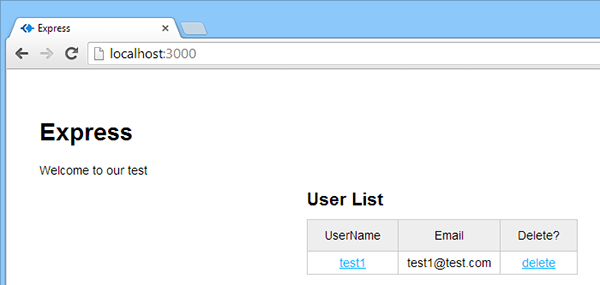 Express
localhost:3000
Express
Welcome to our test
User List
UserName Email Delete?
test1 test1@test.com delete